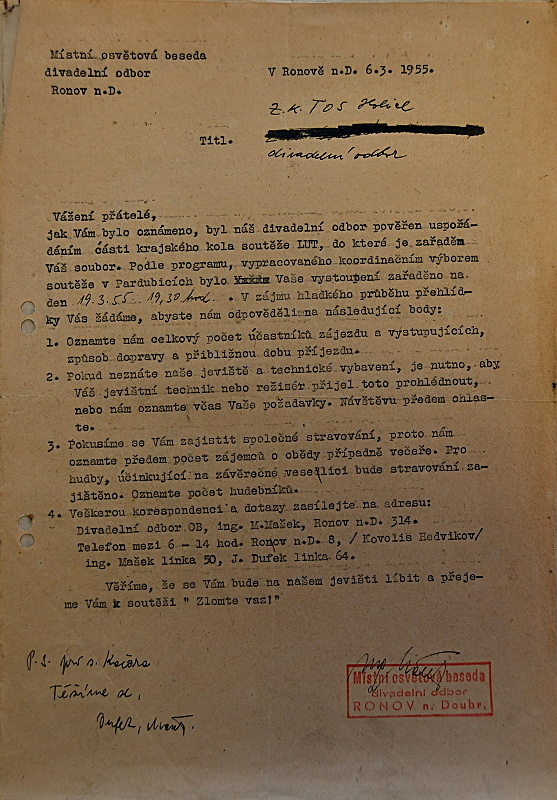 Místní osvětová beseda
divadelní odbor
Ronov n.D.
V Ronově n.D. 6.3. 1955.
Z.K. TOS Holice
Titl.
divadelní odbor
Vážení přátelé,
jak Vám bylo oznámeno, byl náš divadelní odbor pověřen uspořá-
dáním části krajského kola soutěže LUT, do které je zařaděm
Váš soubor. Podle programu, vypracovaného koordinačním výborem
soutěže v Pardubicích bylo Vaše vystoupení zařaděno na
den 19.3.55 19,30 hod. . V zájmu hladkého průběhu přehlíd-
ky Vás žádáme, abyste nám odpověděli na následující body:
1. Oznamte nám celkový počet účastníků zájezdu a vystupujících,
způsob dopravy a přibližnou dobu příjezdu.
2. Pokud neznáte naše jeviště a technické vybavení, je nutno, aby
Váš jevištní technik nebo režisér přijel toto prohlédnout,
nebo nám oznamte včas Vaše požadavky. Návštěvu předem ohlas-
te.
3. Pokusíme se Vám zajistit společné stravování, proto nám
oznamte předem počet zájemců o obědy případně večeře. Pro
hudby, účinkující na závěrečné veselici bude stravování za-
jištěno. Oznamte počet hudebníků.
4. Veškerou korespondenci a dotazy zasílejte na adresu:
Divadelní odbor OB, ing. M.Mašek, Ronov n.D. 314.
Telefon mezi 6 - 14 hod. Ronov n.D. 8, / Kovolis Hedvikov/
ing. Mašek linka 50, J. Dufek linka 64.
Věříme, že se Vám bude na našem jevišti líbit a přeje-
me Vám k soutěži " Zlomte vaz!"
P.S. pro s.
Těšíme se,
Dufek,
Místní osvětová beseda
divadelní odbor
RONOV n. Doubr.